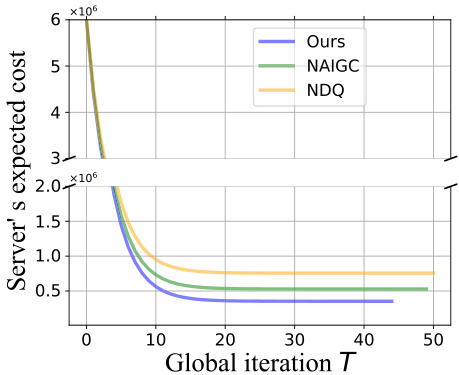 ×10⁶
6
5
4
3
×10⁶
2.0
1.5
1.0
0.5
Server' s expected cost
Ours
NAIGC
NDQ
0 10 20 30 40 50
Global iteration T